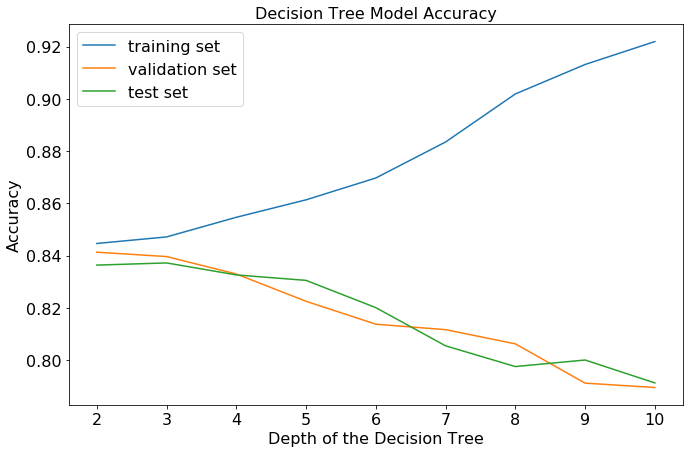 Decision Tree Model Accuracy
training set
validation set
test set
Accuracy
0.92
0.90
0.88
0.86
0.84
0.82
0.80
2 3 4 5 6 7 8 9 10
Depth of the Decision Tree